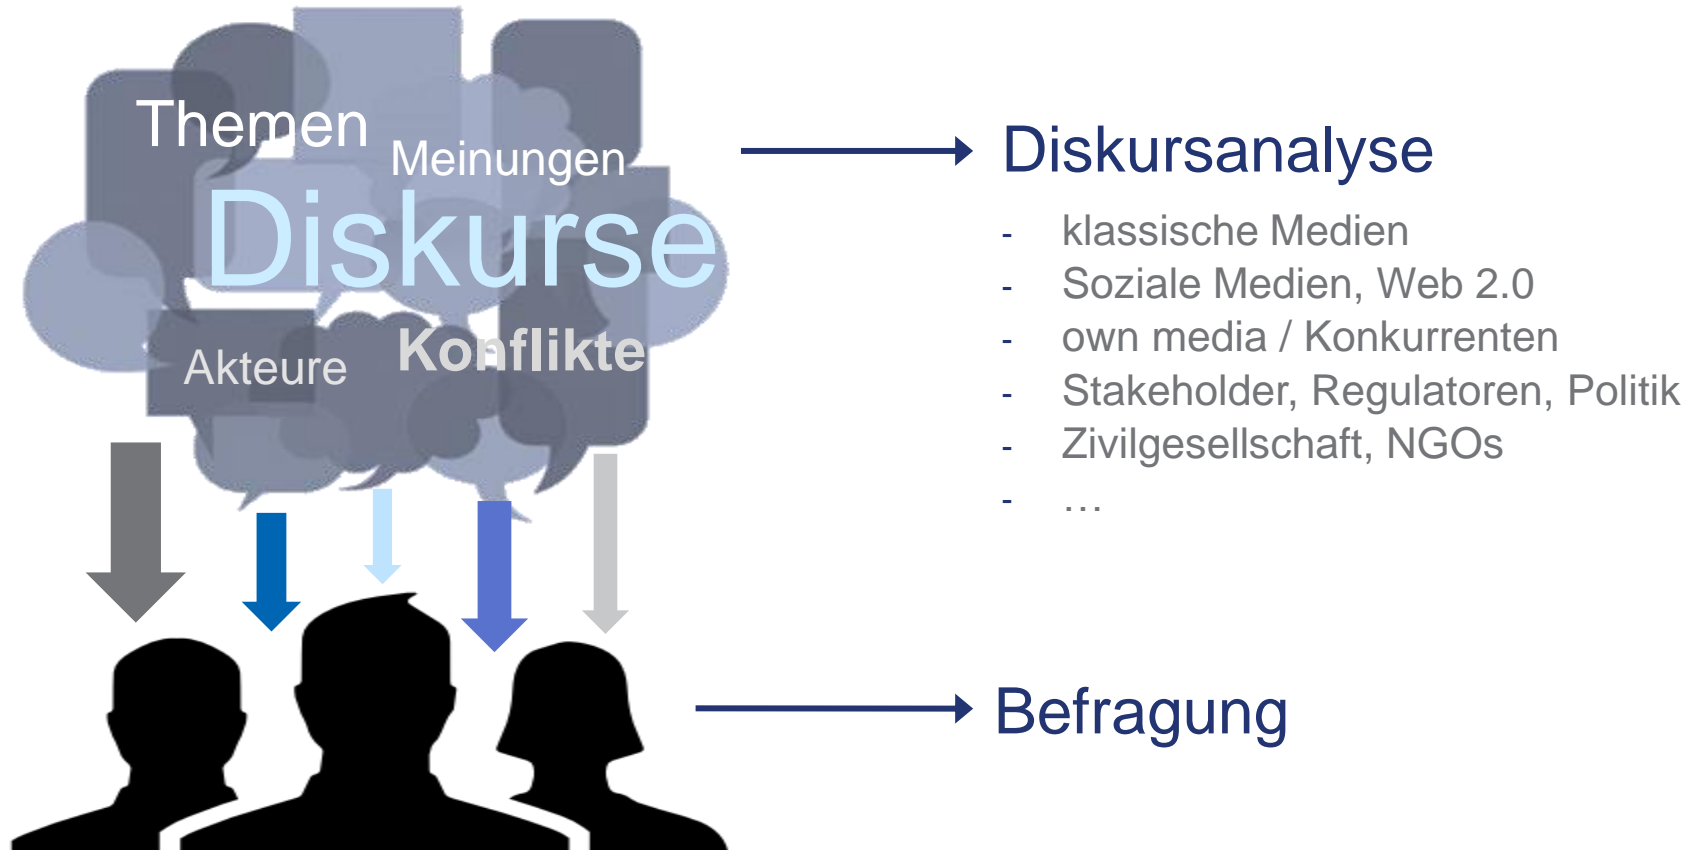 Themen
Meinungen
Diskurse
Akteure
Konflikte
Diskursanalyse
- klassische Medien
- Soziale Medien, Web 2.0
- own media / Konkurrenten
- Stakeholder, Regulatoren, Politik
- Zivilgesellschaft, NGOs
- …
Befragung